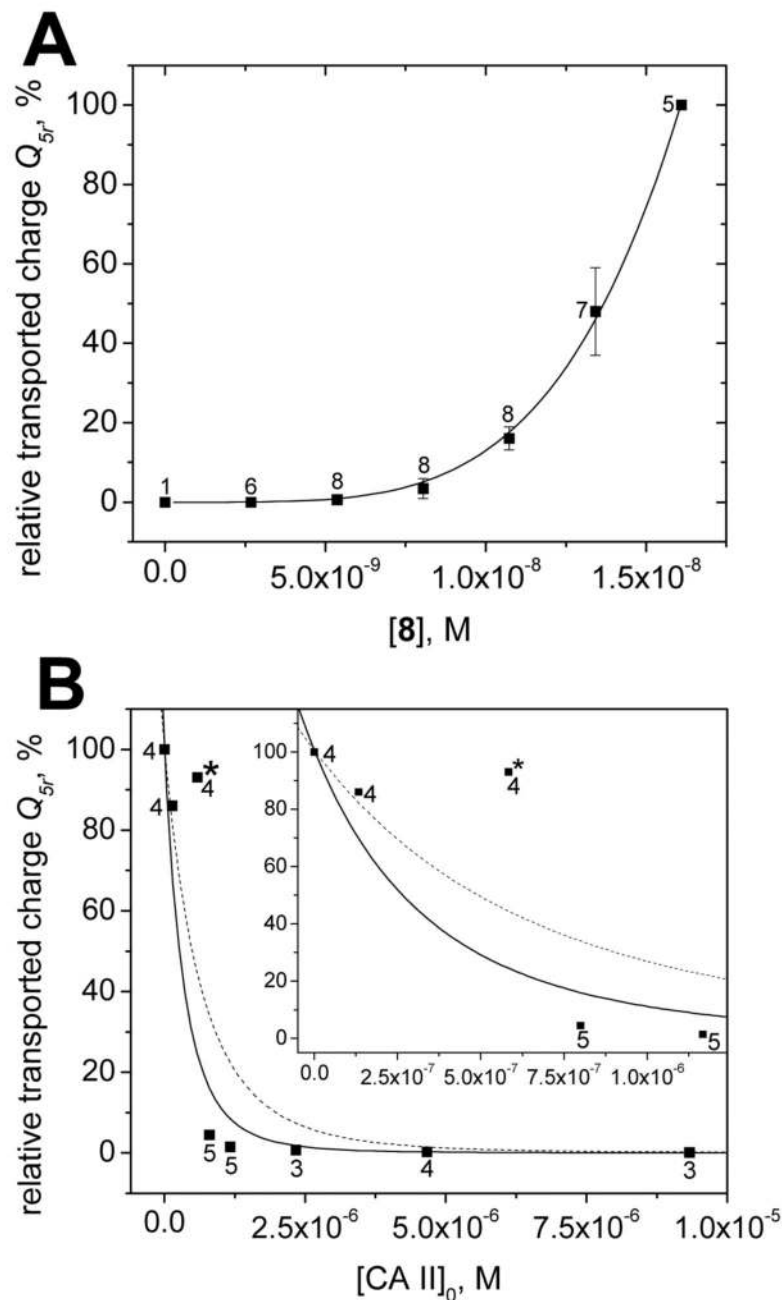 A
relative transported charge Q5r, %
100
80
60
40
20
0
1
6
8
8
8
7
5
0.0
5.0x10⁻⁹
1.0x10⁻⁸
1.5x10⁻⁸
[8], M
B
relative transported charge Q5r, %
100
80
60
40
20
0
4
4
*
4
5
5
3
4
3
100
80
60
40
20
0
4
4
*
4
5
5
0.0
2.5x10⁻⁷
5.0x10⁻⁷
7.5x10⁻⁷
1.0x10⁻⁶
0.0
2.5x10⁻⁶
5.0x10⁻⁶
7.5x10⁻⁶
1.0x10⁻⁵
[CA II]₀, M